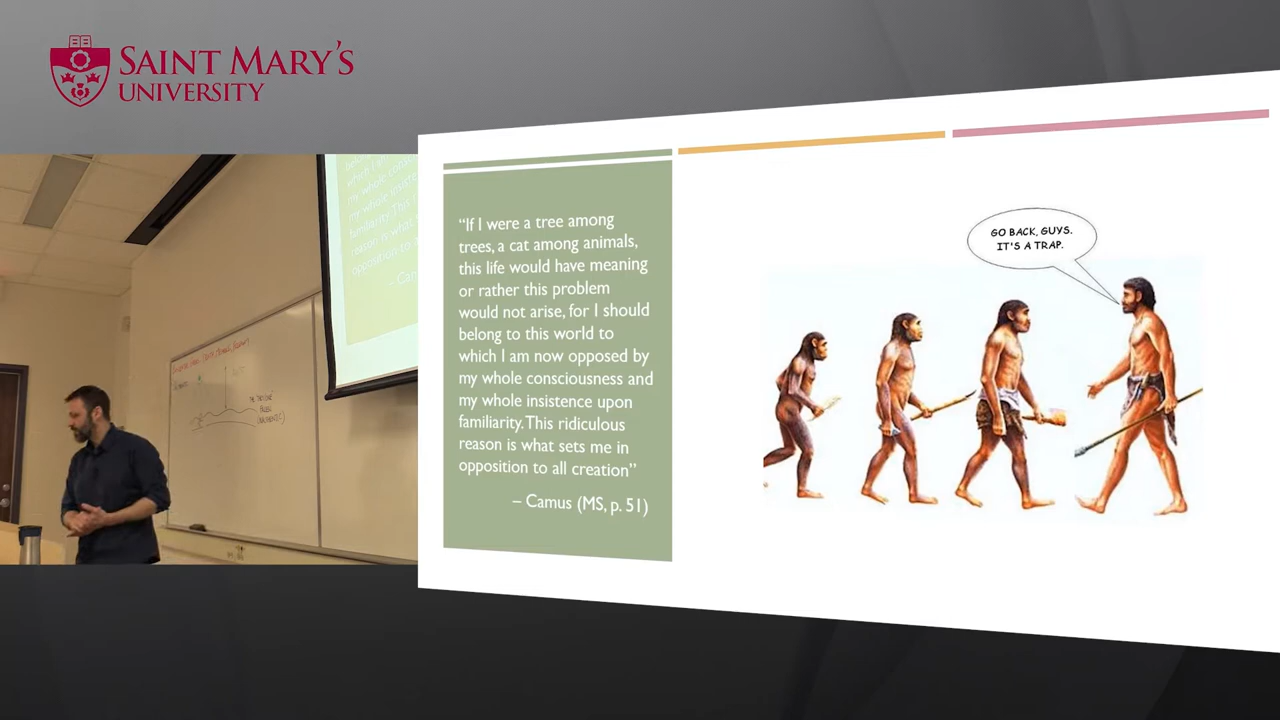 SAINT MARY'S
UNIVERSITY
“If I were a tree among
trees, a cat among animals,
this life would have meaning
or rather this problem
would not arise, for I should
belong to this world to
which I am now opposed by
my whole consciousness and
my whole insistence upon
familiarity. This ridiculous
reason is what sets me in
opposition to all creation”
– Camus (MS, p. 51)
GO BACK, GUYS.
IT'S A TRAP.